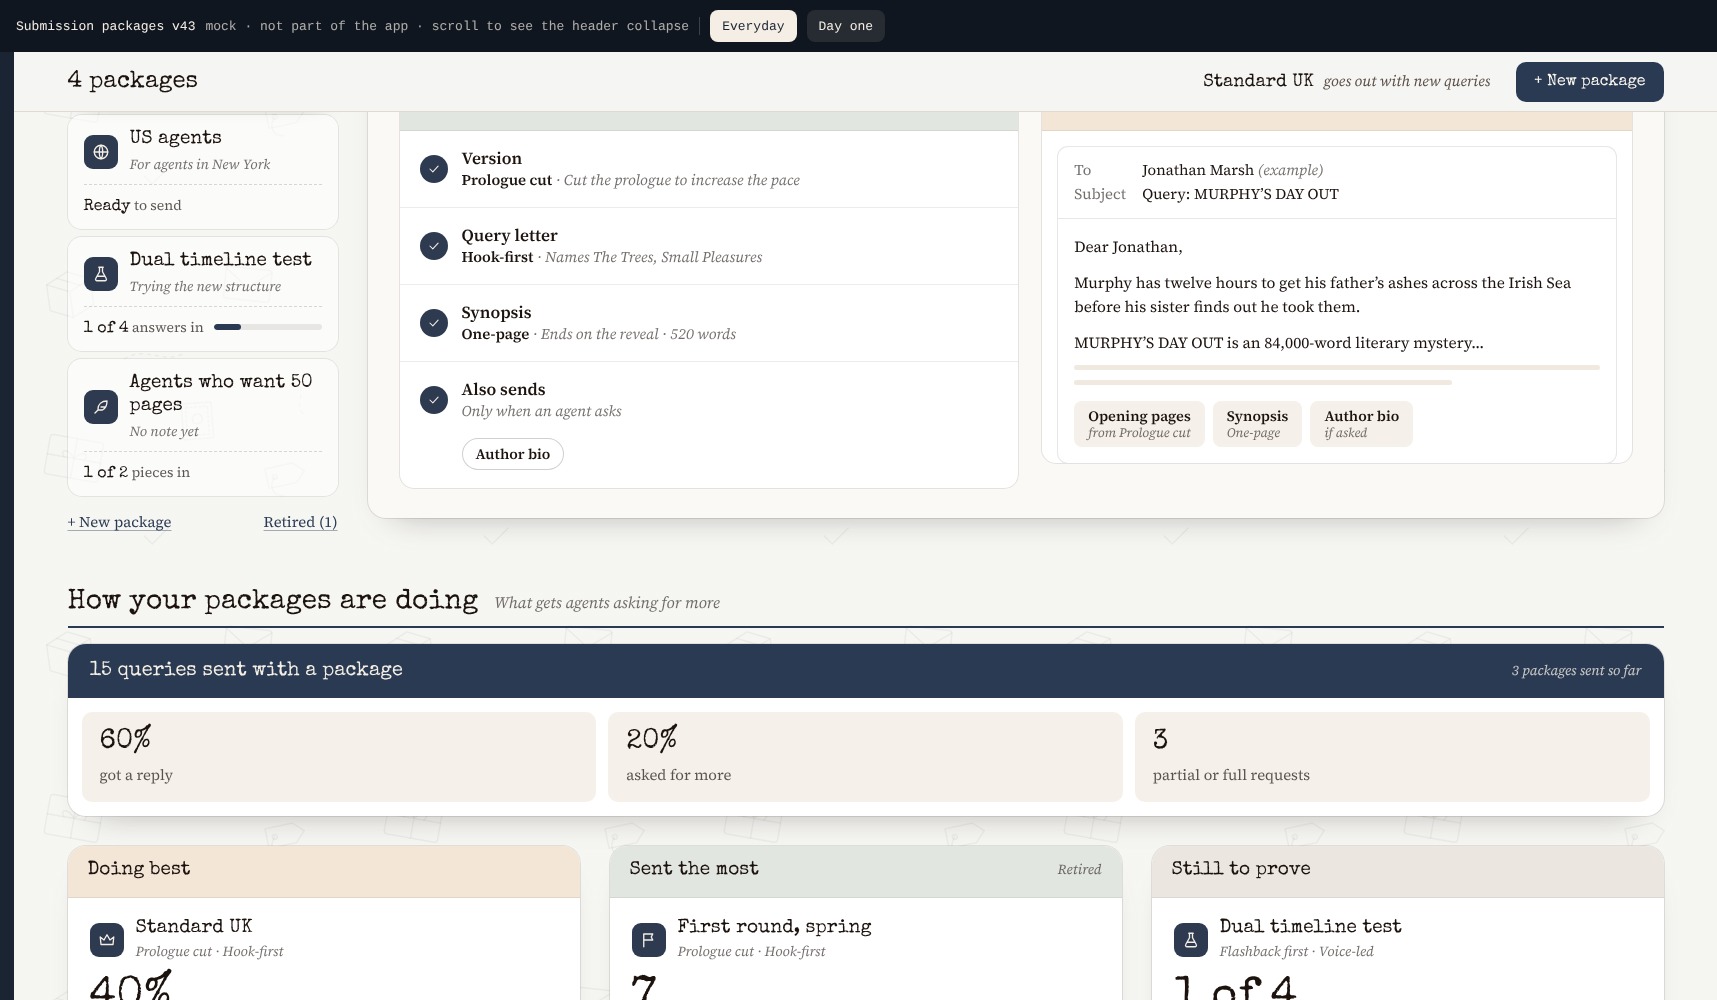 Submission packages v43 mock · not part of the app · scroll to see the header collapse Everyday Day one
4 packages
Standard UK goes out with new queries + New package
US agents
For agents in New York
Ready to send
Dual timeline test
Trying the new structure
1 of 4 answers in
Agents who want 50
pages
No note yet
1 of 2 pieces in
+ New package Retired (1)
Version
Prologue cut · Cut the prologue to increase the pace
Query letter
Hook-first · Names The Trees, Small Pleasures
Synopsis
One-page · Ends on the reveal · 520 words
Also sends
Only when an agent asks
Author bio
To Jonathan Marsh (example)
Subject Query: MURPHY’S DAY OUT
Dear Jonathan,
Murphy has twelve hours to get his father’s ashes across the Irish Sea
before his sister finds out he took them.
MURPHY’S DAY OUT is an 84,000-word literary mystery…
Opening pages
from Prologue cut
Synopsis
One-page
Author bio
if asked
How your packages are doing What gets agents asking for more
15 queries sent with a package 3 packages sent so far
60%
got a reply
20%
asked for more
3
partial or full requests
Doing best
Standard UK
Prologue cut · Hook-first
40%
Sent the most Retired
First round, spring
Prologue cut · Hook-first
7
Still to prove
Dual timeline test
Flashback first · Voice-led
1 of 4